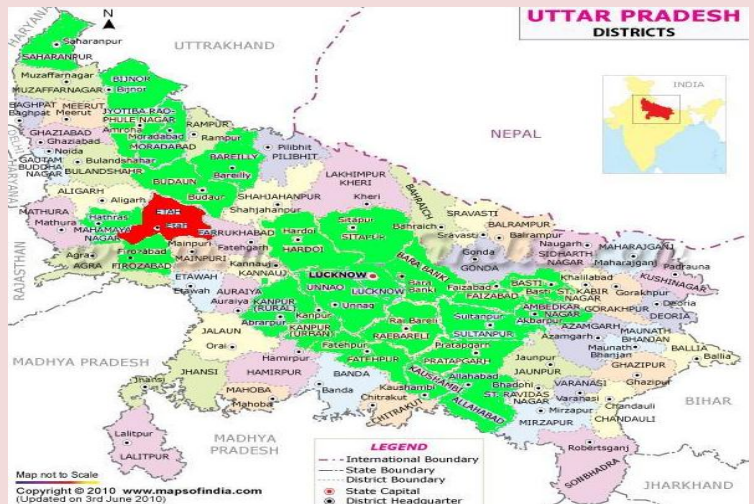 UTTAR PRADESH
DISTRICTS
HARYANA
N
UTTRAKHAND
INDIA
NEPAL
Saharanpur
SAHARANPUR
Muzaffarnagar
MUZAFFARNAGAR
BIJNOR
Bijnor
BAGHPAT
Baghpat
MEERUT
Meerut
JYOTIBA RAO-
PHULE NAGAR
Amroha
Moradabad
MORADABAD
RAMPUR
Rampur
GHAZIABAD
Ghaziabad
Noida
GAUTAM
BUDDHA
NAGAR
Bulandshahar
BULANDSHAHR
BAREILLY
Bareilly
Pilibhit
PILIBHIT
BUDAUN
Budaun
LAKHIMPUR
KHERI
Kheri
ALIGARH
Aligarh
SHAHJAHANPUR
Shahjahanpur
MATHURA
Mathura
Hathras
MAHAMAYA
NAGAR
ETAH
Etah
FARRUKHABAD
Fatehgarh
Hardoi
HARDOI
Sitapur
SITAPUR
BAHRAICH
Bahraich
SRAVASTI
Sravasti
BALRAMPUR
Balrampur
Agra
AGRA
Firozabad
FIROZABAD
Mainpuri
MAINPURI
Kannauj
KANNAUJ
Gonda
GONDA
Naugarh
SIDHARTH
NAGAR
MAHARAJGANJ
Maharajganj
Padrauna
KUSHINAGAR
RAJASTAN
ETAWAH
Etawah
AURAIYA
Auraiya
LUCKNOW
LUCKNOW
UNNAO
Unnao
BARA BANKI
Bara
Banki
Faizabad
FAIZABAD
BASTI
Basti
Khalilabad
ST. KABIR
NAGAR
Gorakhpur
GORAKHPUR
Deoria
DEORIA
KANPUR
(RURAL)
Akbarpur
Kanpur
KANPUR
(URBAN)
Rai Bareli
RAEBARELI
Sultanpur
SULTANPUR
AMBEDKAR
NAGAR
Akbarpur
AZAMGARH
Azamgarh
MAUNATH
BHANJAN
Maunath
Bhanjan
BALLIA
Ballia
JALAUN
Orai
Hamirpur
HAMIRPUR
Fatehpur
FATEHPUR
Pratapgarh
PRATAPGARH
Jaunpur
JAUNPUR
GHAZIPUR
Ghazipur
MADHYA PRADESH
Jhansi
JHANSI
MAHOBA
Mahoba
BANDA
Banda
KAUSHAMBI
Kaushambi
Chitrakut
CHITRAKUT
Allahabad
ALLAHABAD
Bhadohi
ST. RAVIDAS
NAGAR
VARANASI
Varanasi
Chandauli
CHANDAULI
BIHAR
Mirzapur
MIRZAPUR
Lalitpur
LALITPUR
MADHYA
PRADESH
Robertsganj
SONBHADRA
JHARKHAND
LEGEND
International Boundary
State Boundary
District Boundary
State Capital
District Headquarter
Map not to Scale
Copyright © 2010 www.mapsofindia.com
(Updated on 3rd June 2010)